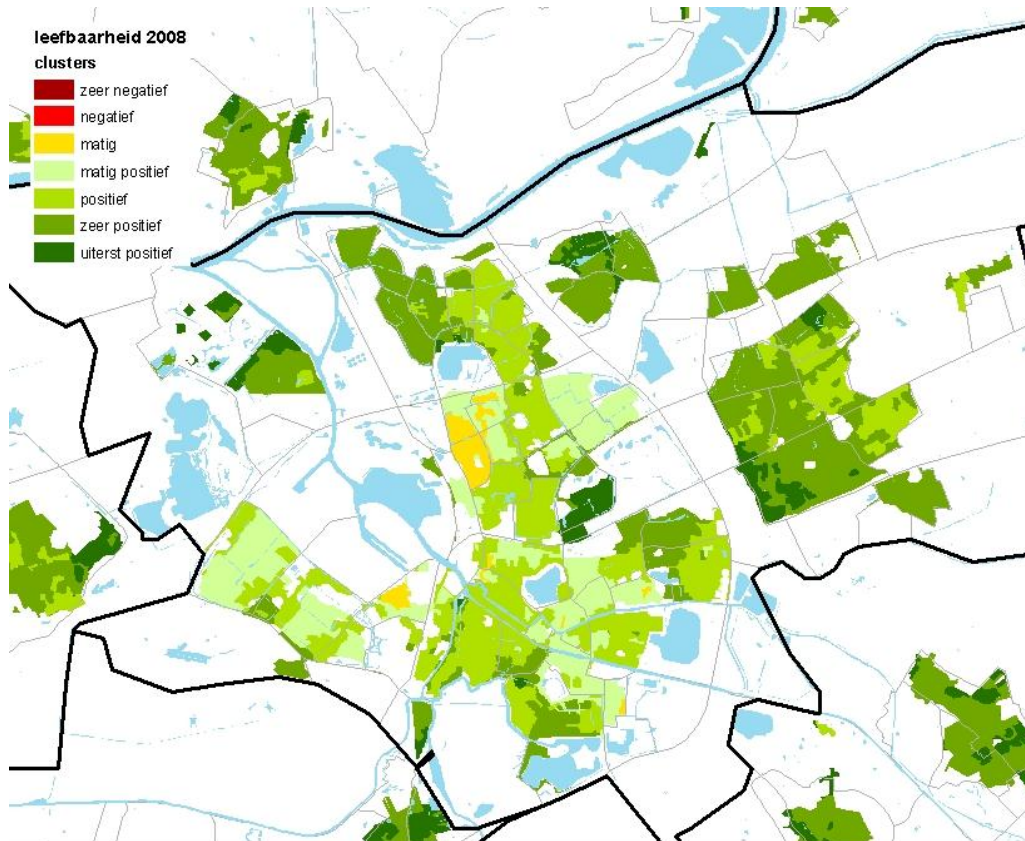 leefbaarheid 2008
clusters
zeer negatief
negatief
matig
matig positief
positief
zeer positief
uiterst positief